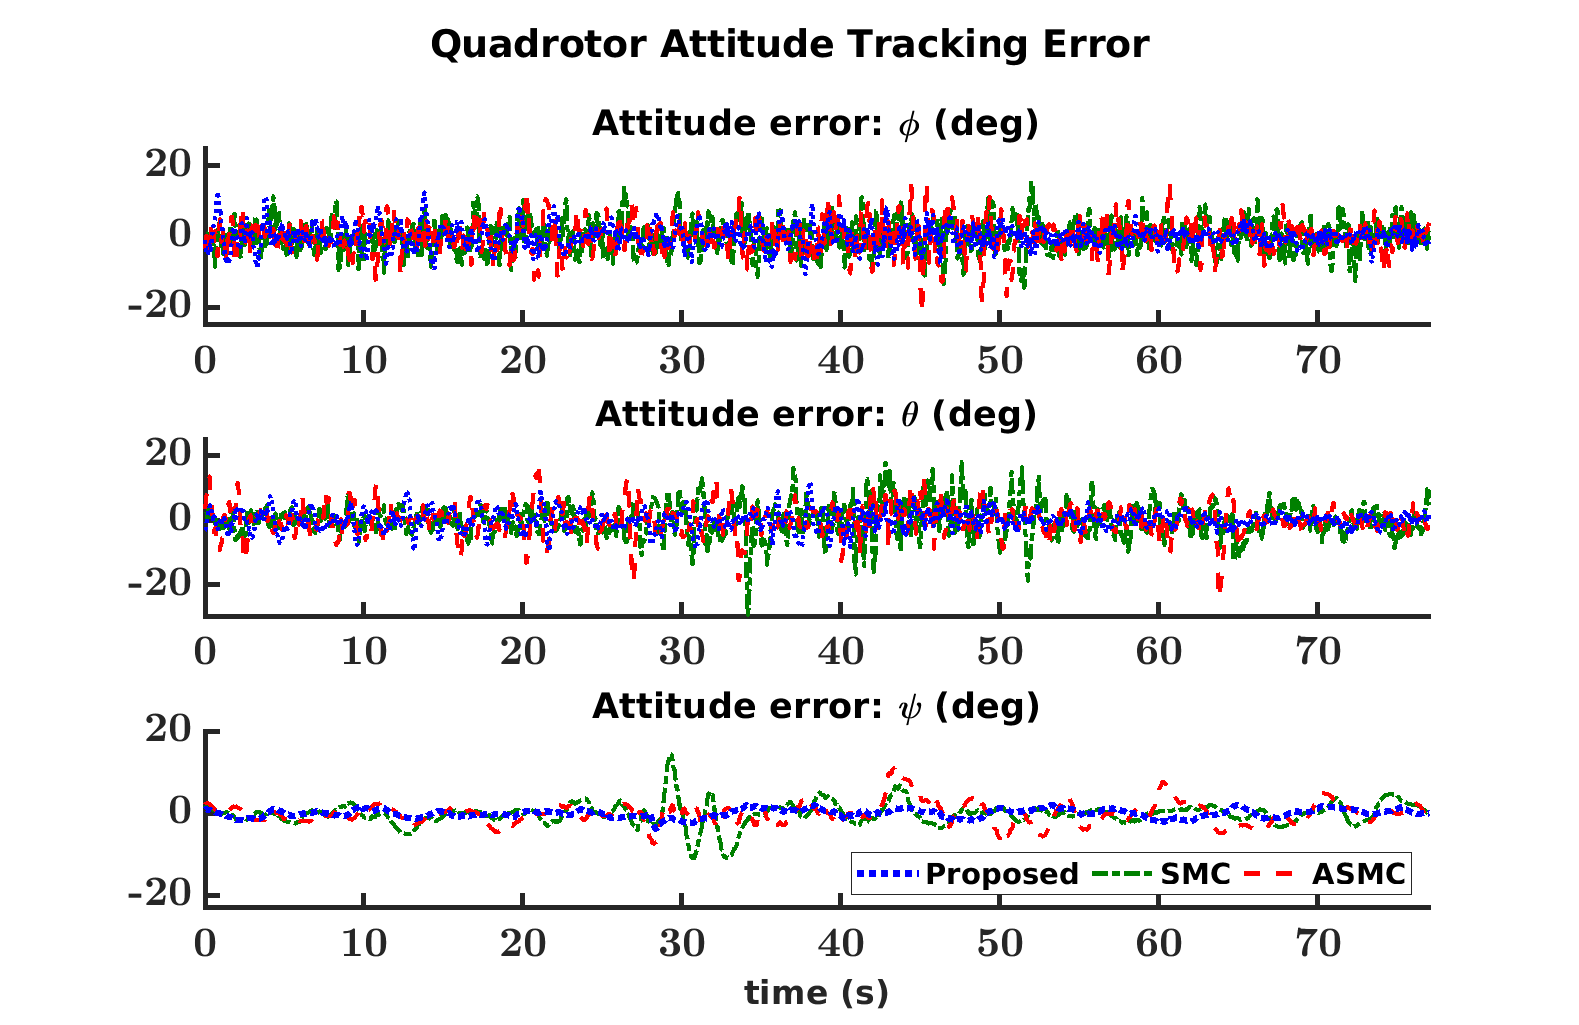 Quadrotor Attitude Tracking Error
Attitude error: ϕ (deg)
20
0
-20
0 10 20 30 40 50 60 70
Attitude error: θ (deg)
20
0
-20
0 10 20 30 40 50 60 70
Attitude error: ψ (deg)
20
0
-20
Proposed SMC ASMC
0 10 20 30 40 50 60 70
time (s)